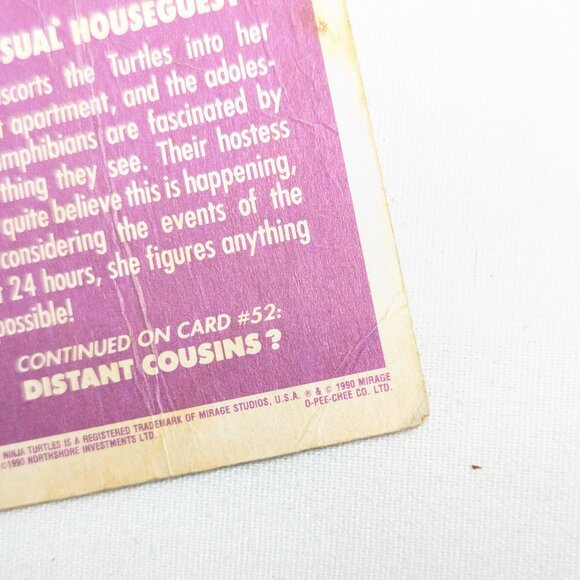 SUAL HOUSEGUEST
scorts the Turtles into her
apartment, and the adoles-
mphibians are fascinated by
thing they see. Their hostess
quite believe this is happening,
considering the events of the
t 24 hours, she figures anything
possible!
CONTINUED ON CARD #52:
DISTANT COUSINS?
NINJA TURTLES IS A REGISTERED TRADEMARK OF MIRAGE STUDIOS, U.S.A. ® & © 1990 MIRAGE
©1990 NORTHSHORE INVESTMENTS LTD.
O-PEE-CHEE CO. LTD.